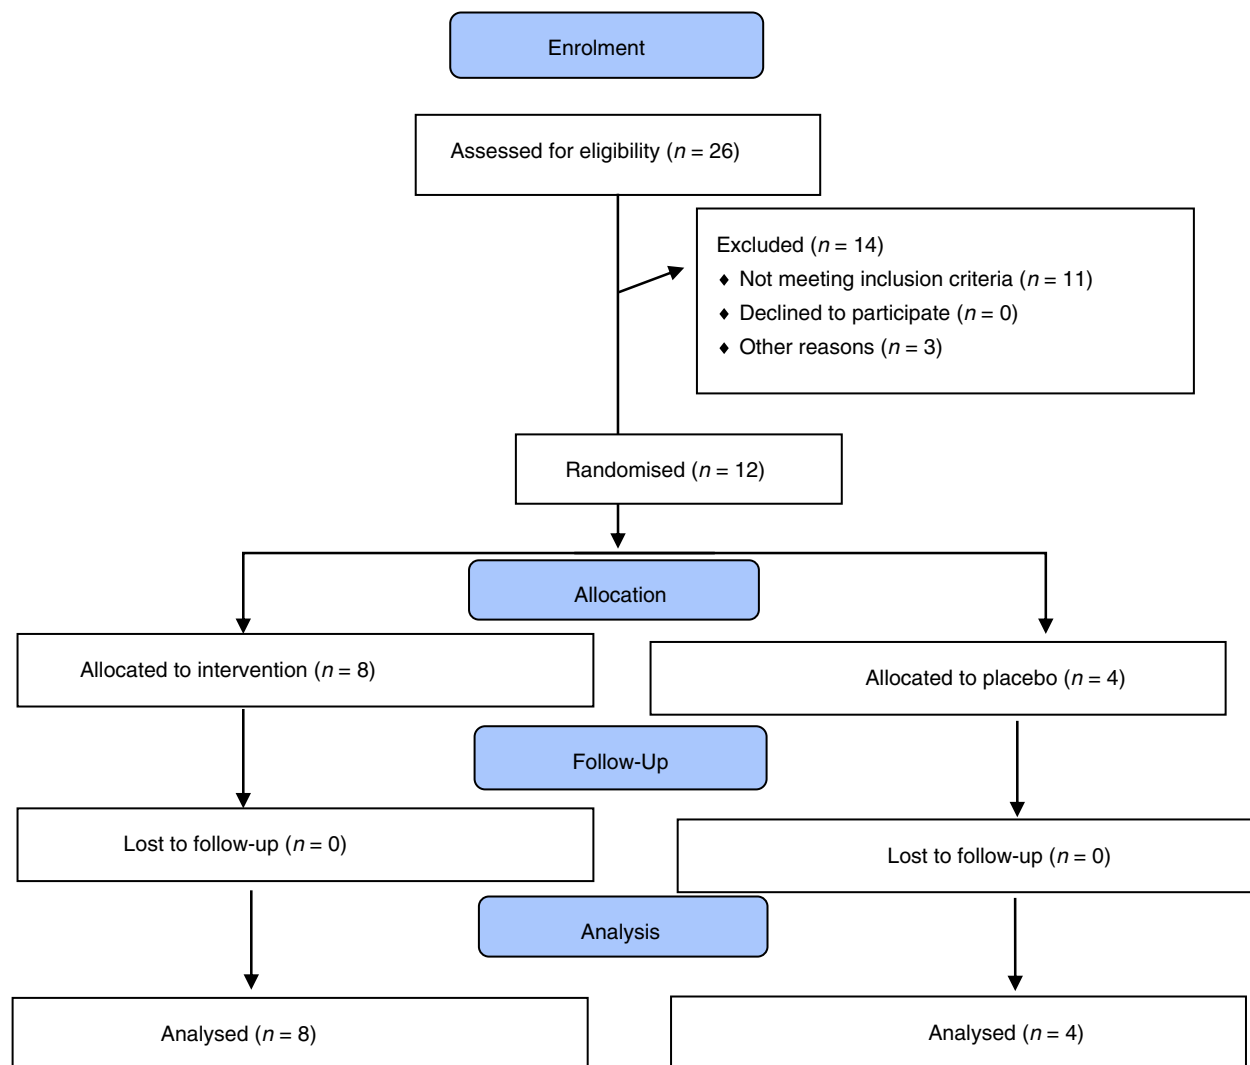 Enrolment
Assessed for eligibility (n = 26)
Excluded (n = 14)
♦ Not meeting inclusion criteria (n = 11)
♦ Declined to participate (n = 0)
♦ Other reasons (n = 3)
Randomised (n = 12)
Allocation
Allocated to intervention (n = 8)
Allocated to placebo (n = 4)
Follow-Up
Lost to follow-up (n = 0)
Lost to follow-up (n = 0)
Analysis
Analysed (n = 8)
Analysed (n = 4)